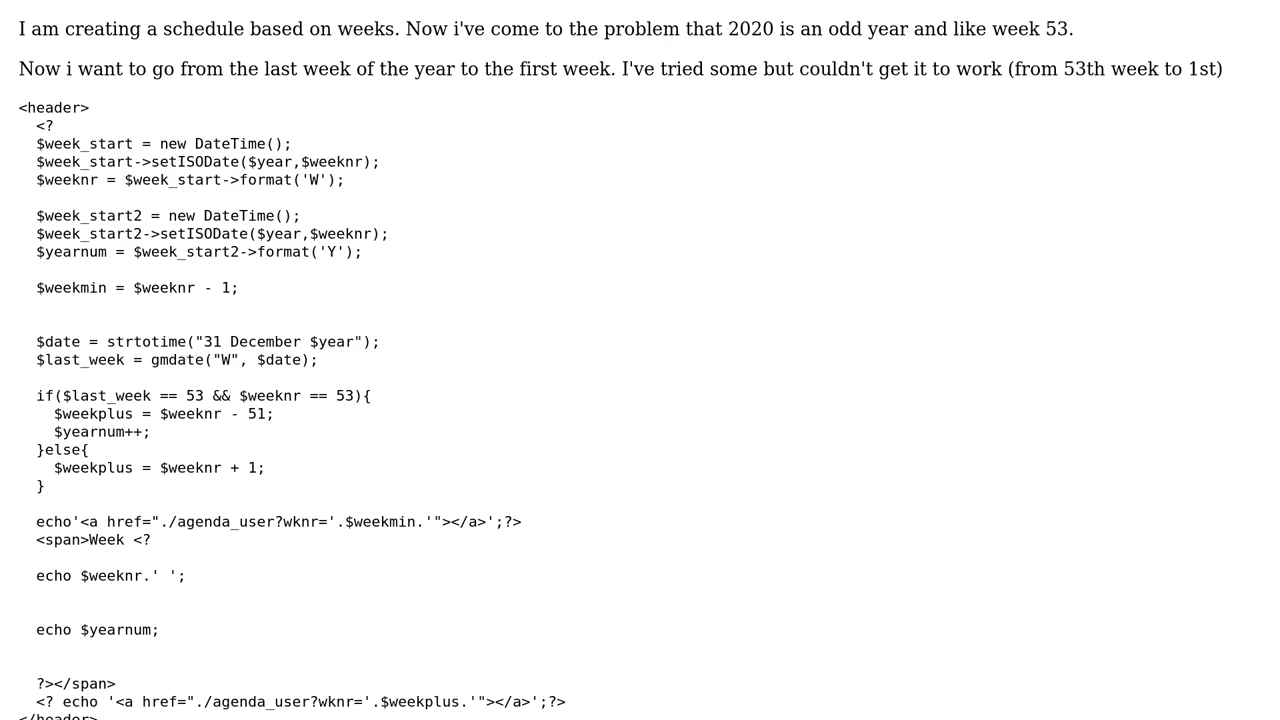 I am creating a schedule based on weeks. Now i've come to the problem that 2020 is an odd year and like week 53.
Now i want to go from the last week of the year to the first week. I've tried some but couldn't get it to work (from 53th week to 1st)
<header>
<?
$week_start = new DateTime();
$week_start->setISODate($year,$weeknr);
$weeknr = $week_start->format('W');
$week_start2 = new DateTime();
$week_start2->setISODate($year,$weeknr);
$yearnum = $week_start2->format('Y');
$weekmin = $weeknr - 1;
$date = strtotime("31 December $year");
$last_week = gmdate("W", $date);
if($last_week == 53 && $weeknr == 53){
$weekplus = $weeknr - 51;
$yearnum++;
}else{
$weekplus = $weeknr + 1;
}
echo'<a href="./agenda_user?wknr='.$weekmin.'"></a>';?>
<span>Week <?
echo $weeknr.' ';
echo $yearnum;
?></span>
<? echo '<a href="./agenda_user?wknr='.$weekplus.'"></a>';?>
</header>